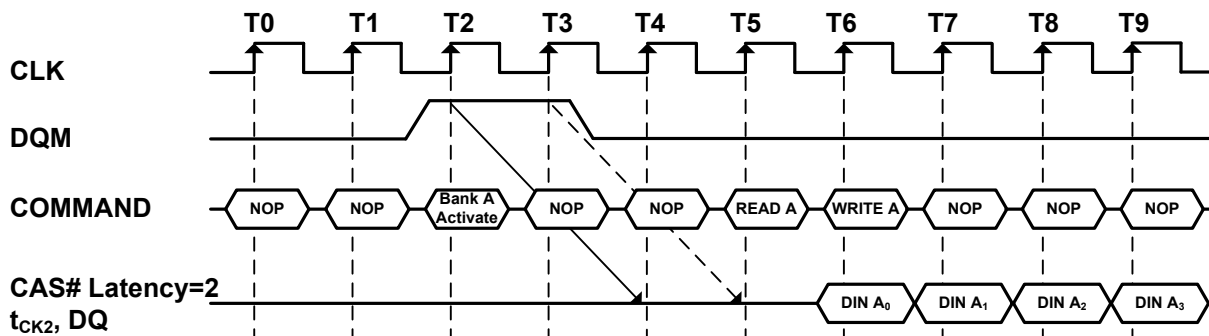 T0 T1 T2 T3 T4 T5 T6 T7 T8 T9
CLK
DQM
COMMAND NOP NOP Bank A Activate NOP NOP READ A WRITE A NOP NOP NOP
CAS# Latency=2
tCK2, DQ DIN A0 DIN A1 DIN A2 DIN A3